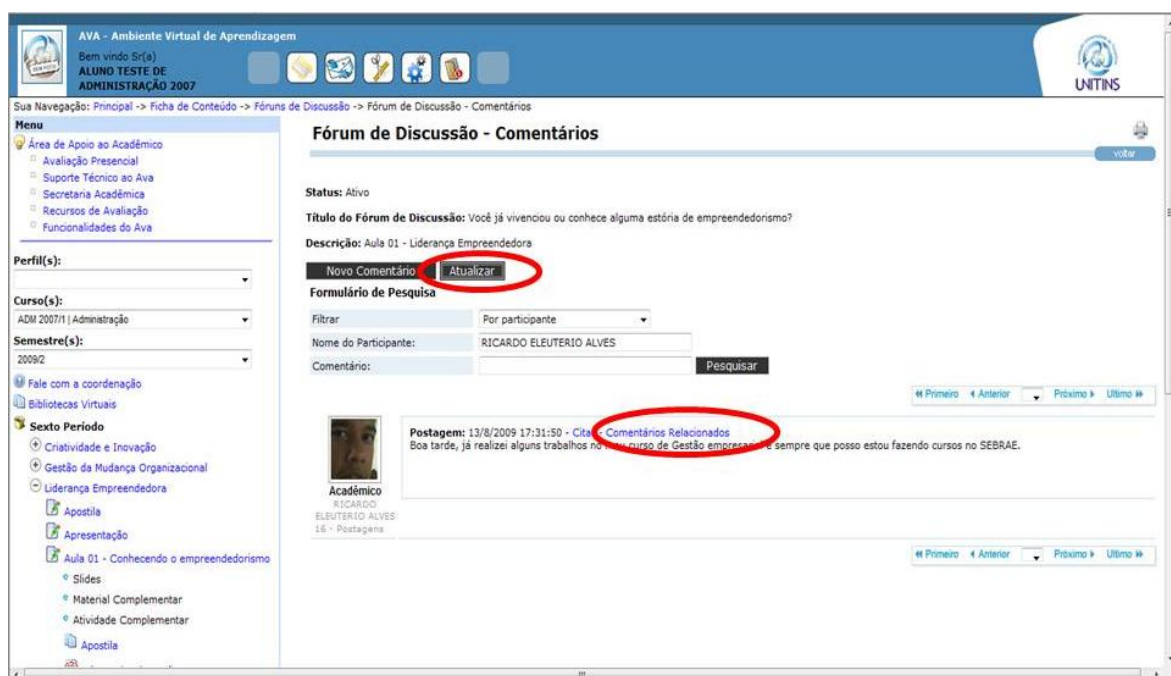 AVA - Ambiente Virtual de Aprendizagem
Bem vindo Sr(a)
ALUNO TESTE DE
ADMINISTRAÇÃO 2007
UNITINS
Sua Navegação: Principal -> Ficha de Conteúdo -> Fóruns de Discussão -> Fórum de Discussão - Comentários
Menu
Área de Apoio ao Acadêmico
Avaliação Presencial
Suporte Técnico ao Ava
Secretaria Acadêmica
Recursos de Avaliação
Funcionalidades do Ava
Perfil(s):
Curso(s):
ADM 2007/1 | Administração
Semestre(s):
2009/2
Fale com a coordenação
Bibliotecas Virtuais
Sexto Período
Criatividade e Inovação
Gestão da Mudança Organizacional
Liderança Empreendedora
Apostila
Apresentação
Aula 01 - Conhecendo o empreendedorismo
Slides
Material Complementar
Atividade Complementar
Apostila
Fórum de Discussão - Comentários
voltar
Status: Ativo
Título do Fórum de Discussão: Você já vivenciou ou conhece alguma estória de empreendedorismo?
Descrição: Aula 01 - Liderança Empreendedora
Novo Comentário Atualizar
Formulário de Pesquisa
Filtrar Por participante
Nome do Participante: RICARDO ELEUTERIO ALVES
Comentário: Pesquisar
Primeiro Anterior Próximo Ultimo
Postagem: 13/8/2009 17:31:50 - Citar - Comentários Relacionados
Boa tarde, já realizei alguns trabalhos no meu curso de Gestão empresarial e sempre que posso estou fazendo cursos no SEBRAE.
Acadêmico
RICARDO
ELEUTERIO ALVES
16 - Postagens
Primeiro Anterior Próximo Ultimo